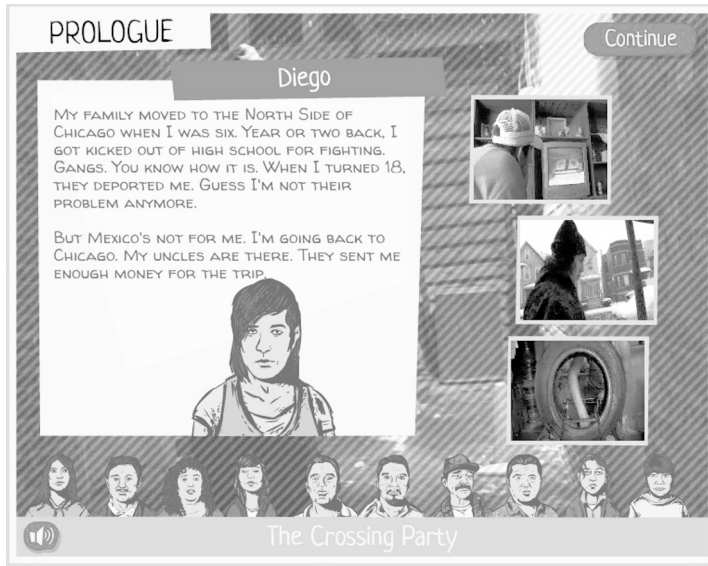 PROLOGUE
Continue
Diego
MY FAMILY MOVED TO THE NORTH SIDE OF
CHICAGO WHEN I WAS SIX. YEAR OR TWO BACK, I
GOT KICKED OUT OF HIGH SCHOOL FOR FIGHTING.
GANGS. YOU KNOW HOW IT IS. WHEN I TURNED 18,
THEY DEPORTED ME. GUESS I'M NOT THEIR
PROBLEM ANYMORE.
BUT MEXICO'S NOT FOR ME. I'M GOING BACK TO
CHICAGO. MY UNCLES ARE THERE. THEY SENT ME
ENOUGH MONEY FOR THE TRIP.
The Crossing Party